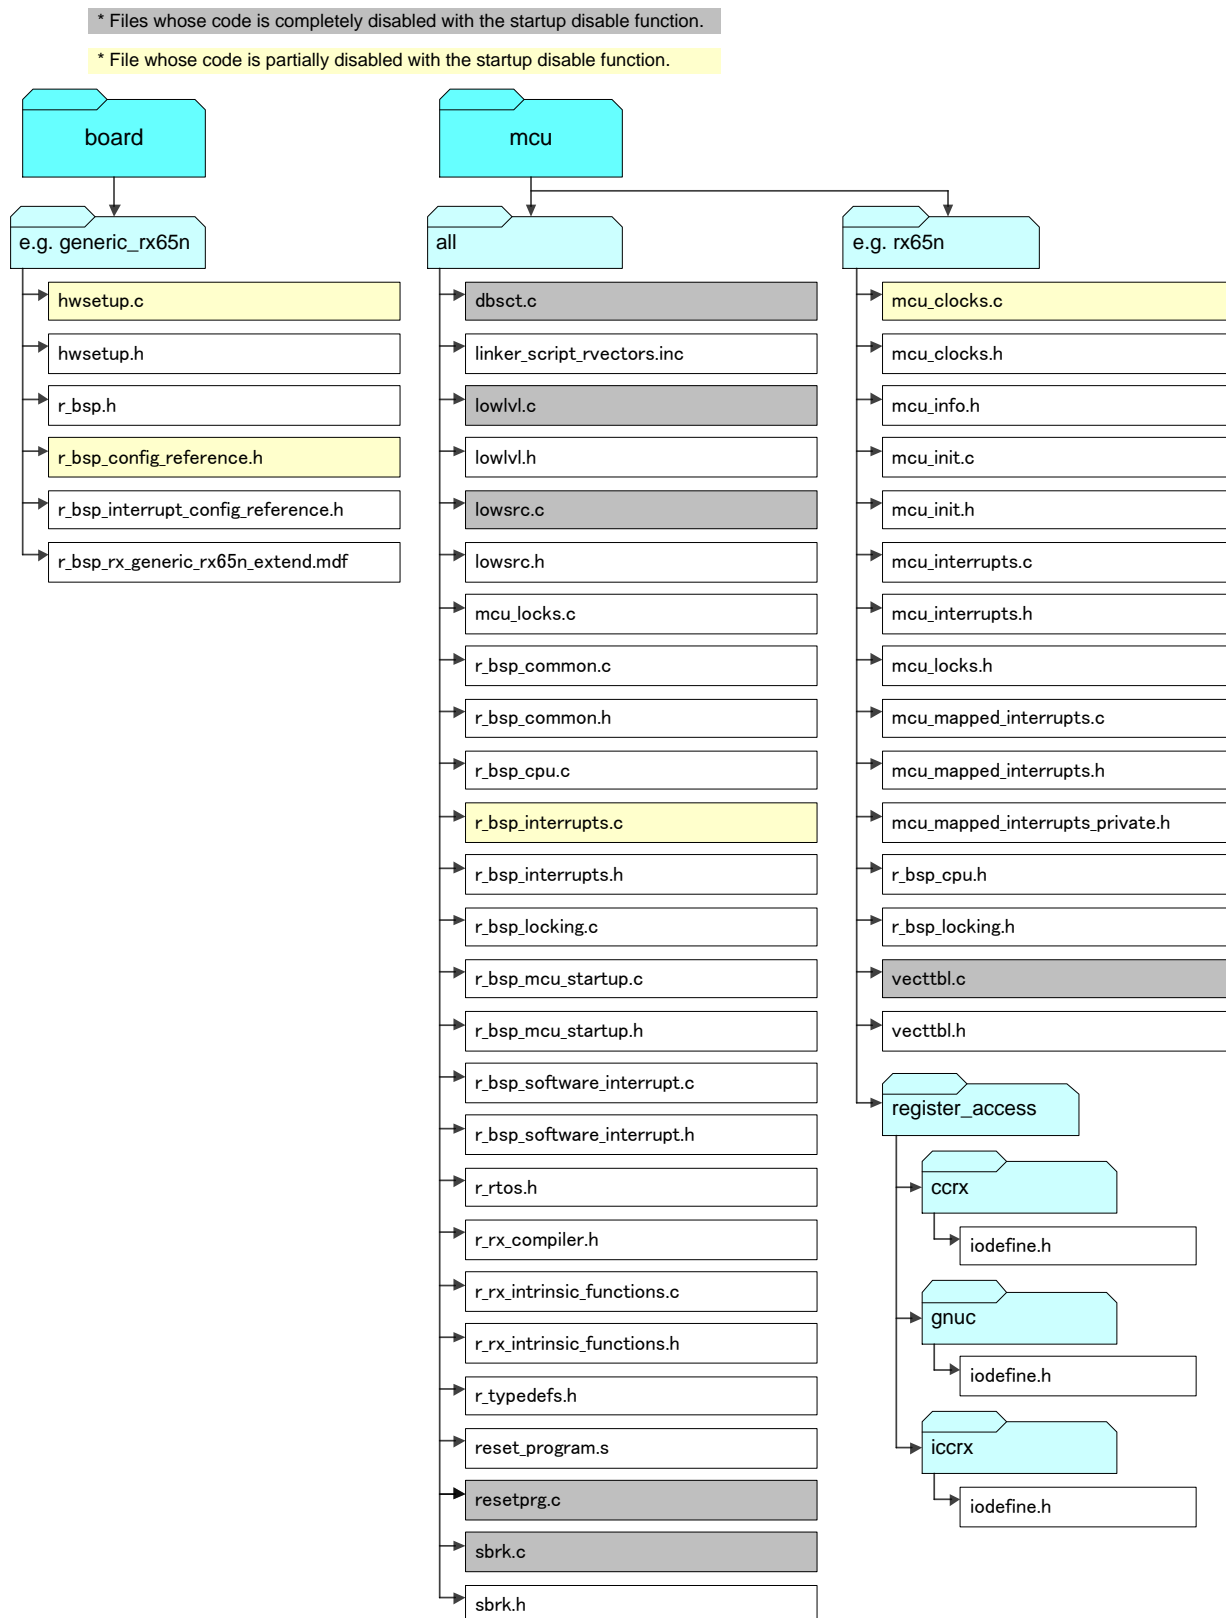 * Files whose code is completely disabled with the startup disable function.
* File whose code is partially disabled with the startup disable function.
board
e.g. generic_rx65n
hwsetup.c
hwsetup.h
r_bsp.h
r_bsp_config_reference.h
r_bsp_interrupt_config_reference.h
r_bsp_rx_generic_rx65n_extend.mdf
mcu
all
dbsct.c
linker_script_rvectors.inc
lowlvl.c
lowlvl.h
lowsrc.c
lowsrc.h
mcu_locks.c
r_bsp_common.c
r_bsp_common.h
r_bsp_cpu.c
r_bsp_interrupts.c
r_bsp_interrupts.h
r_bsp_locking.c
r_bsp_mcu_startup.c
r_bsp_mcu_startup.h
r_bsp_software_interrupt.c
r_bsp_software_interrupt.h
r_rtos.h
r_rx_compiler.h
r_rx_intrinsic_functions.c
r_rx_intrinsic_functions.h
r_typedefs.h
reset_program.s
resetprg.c
sbrk.c
sbrk.h
e.g. rx65n
mcu_clocks.c
mcu_clocks.h
mcu_info.h
mcu_init.c
mcu_init.h
mcu_interrupts.c
mcu_interrupts.h
mcu_locks.h
mcu_mapped_interrupts.c
mcu_mapped_interrupts.h
mcu_mapped_interrupts_private.h
r_bsp_cpu.h
r_bsp_locking.h
vecttbl.c
vecttbl.h
register_access
ccrx
iodefine.h
gnuc
iodefine.h
iccrx
iodefine.h